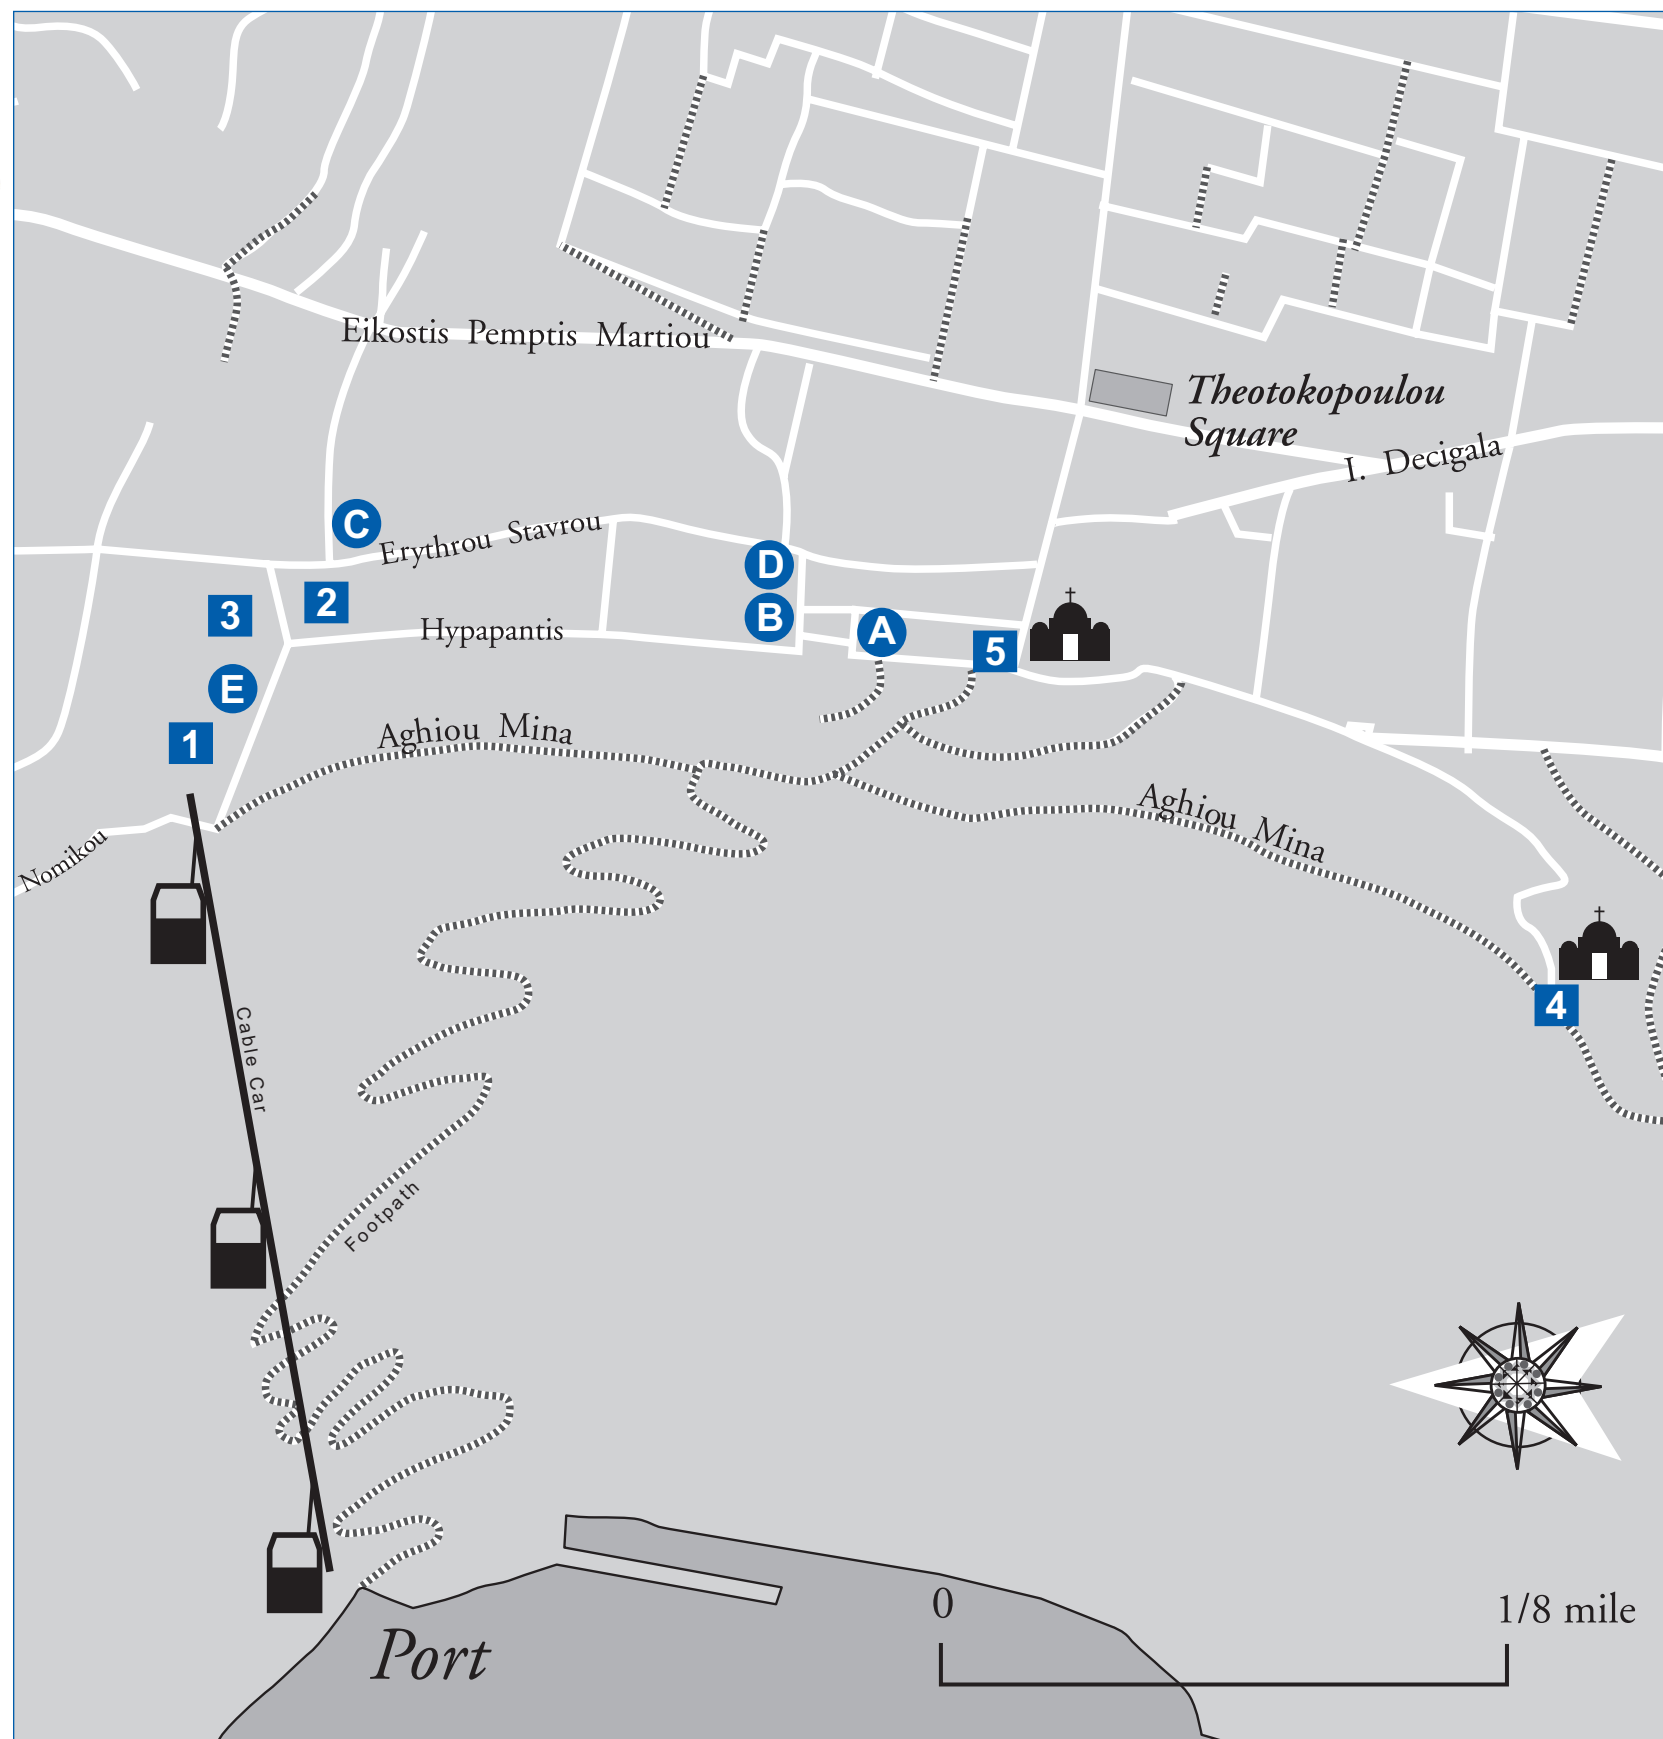 Eikostis Pemptis Martiou
Theotokopoulou
Square
I. Decigala
C
Erythrou Stavrou
D
3
2
B
A
Hypapantis
5
E
1
Aghiou Mina
Aghiou Mina
Nomikou
4
Cable Car
Footpath
0
1/8 mile
Port